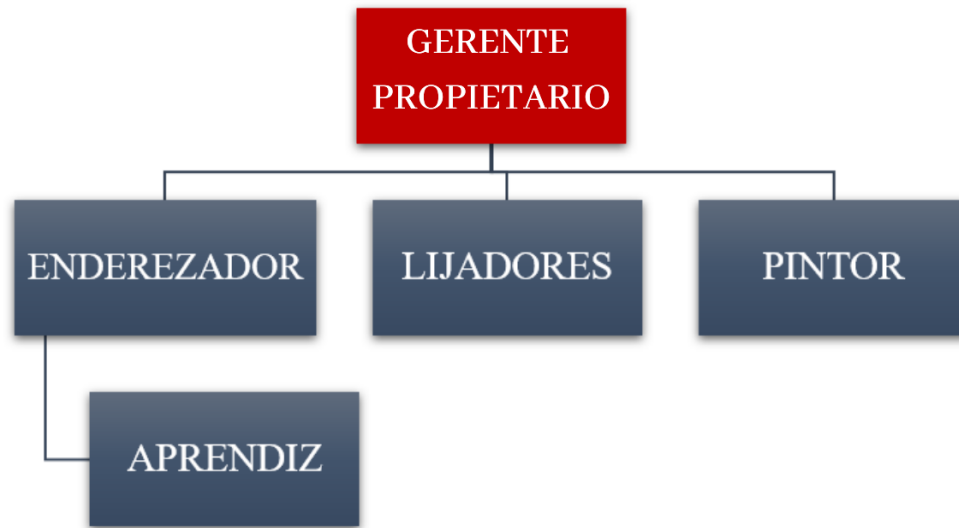 GERENTE
PROPIETARIO
ENDEREZADOR
LIJADORES
PINTOR
APRENDIZ